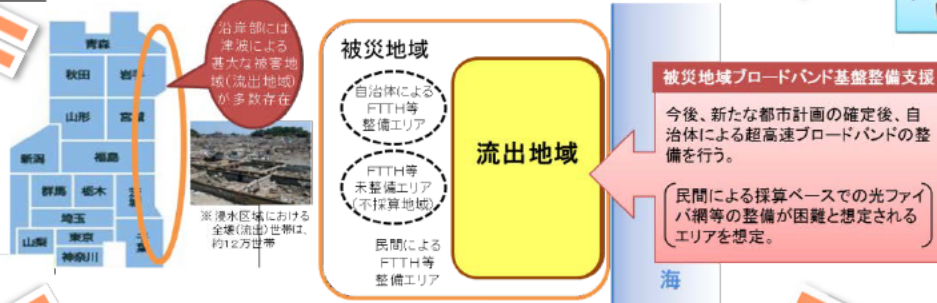 沿岸部には
津波による
甚大な被害地
域(流出地域)
が多数存在
青森
秋田
岩手
山形
宮城
新潟
福島
群馬
栃木
茨城
埼玉
山梨
東京
千葉
神奈川
※浸水区域における
全壊(流出)世帯は、
約12万世帯
被災地域
自治体による
FTTH等
整備エリア
FTTH等
未整備エリア
(不採算地域)
民間による
FTTH等
整備エリア
流出地域
海
被災地域ブロードバンド基盤整備支援
今後、新たな都市計画の確定後、自
治体による超高速ブロードバンドの整
備を行う。
民間による採算ベースでの光ファイ
バ網等の整備が困難と想定される
エリアを想定。